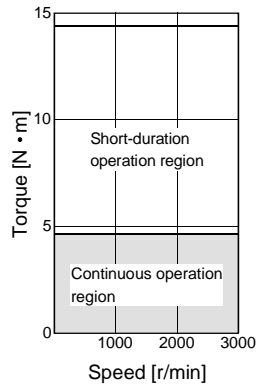 15
10
5
0
Torque [N • m]
Short-duration
operation region
Continuous operation
region
1000 2000 3000
Speed [r/min]